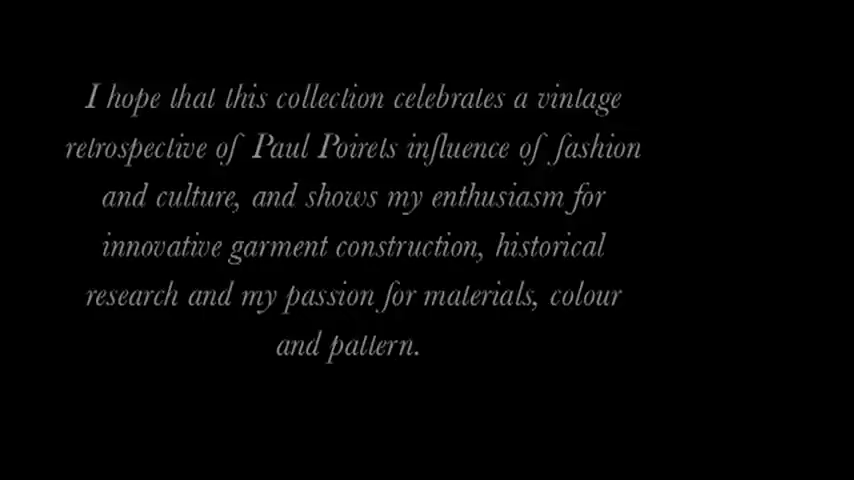 I hope that this collection celebrates a vintage
retrospective of Paul Poirets influence of fashion
and culture, and shows my enthusiasm for
innovative garment construction, historical
research and my passion for materials, colour
and pattern.